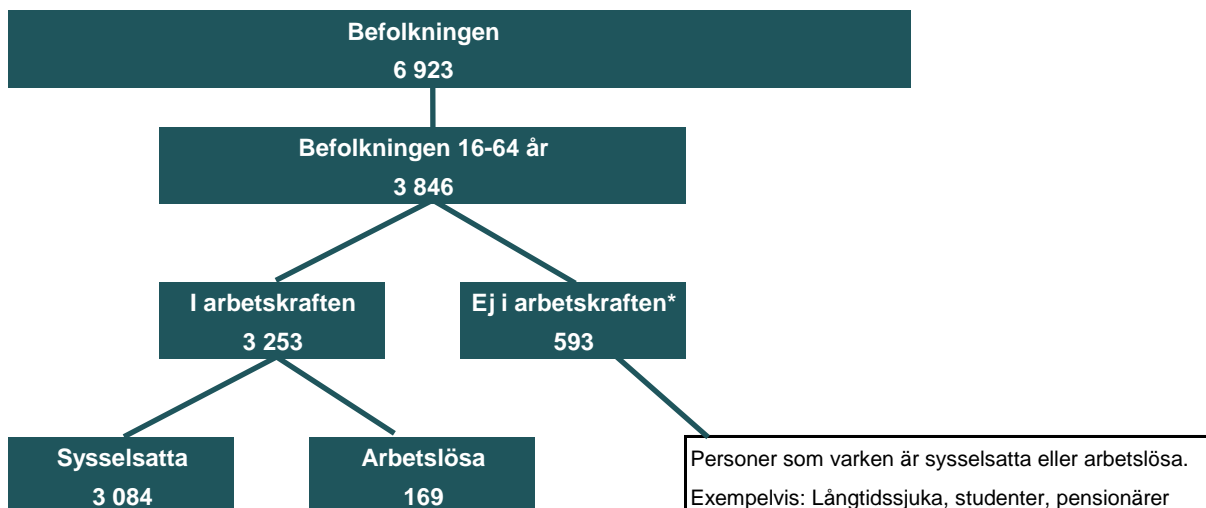 Befolkningen
6 923
Befolkningen 16-64 år
3 846
I arbetskraften
3 253
Ej i arbetskraften*
593
Sysselsatta
3 084
Arbetslösa
169
Personer som varken är sysselsatta eller arbetslösa.
Exempelvis: Långtidssjuka, studenter, pensionärer